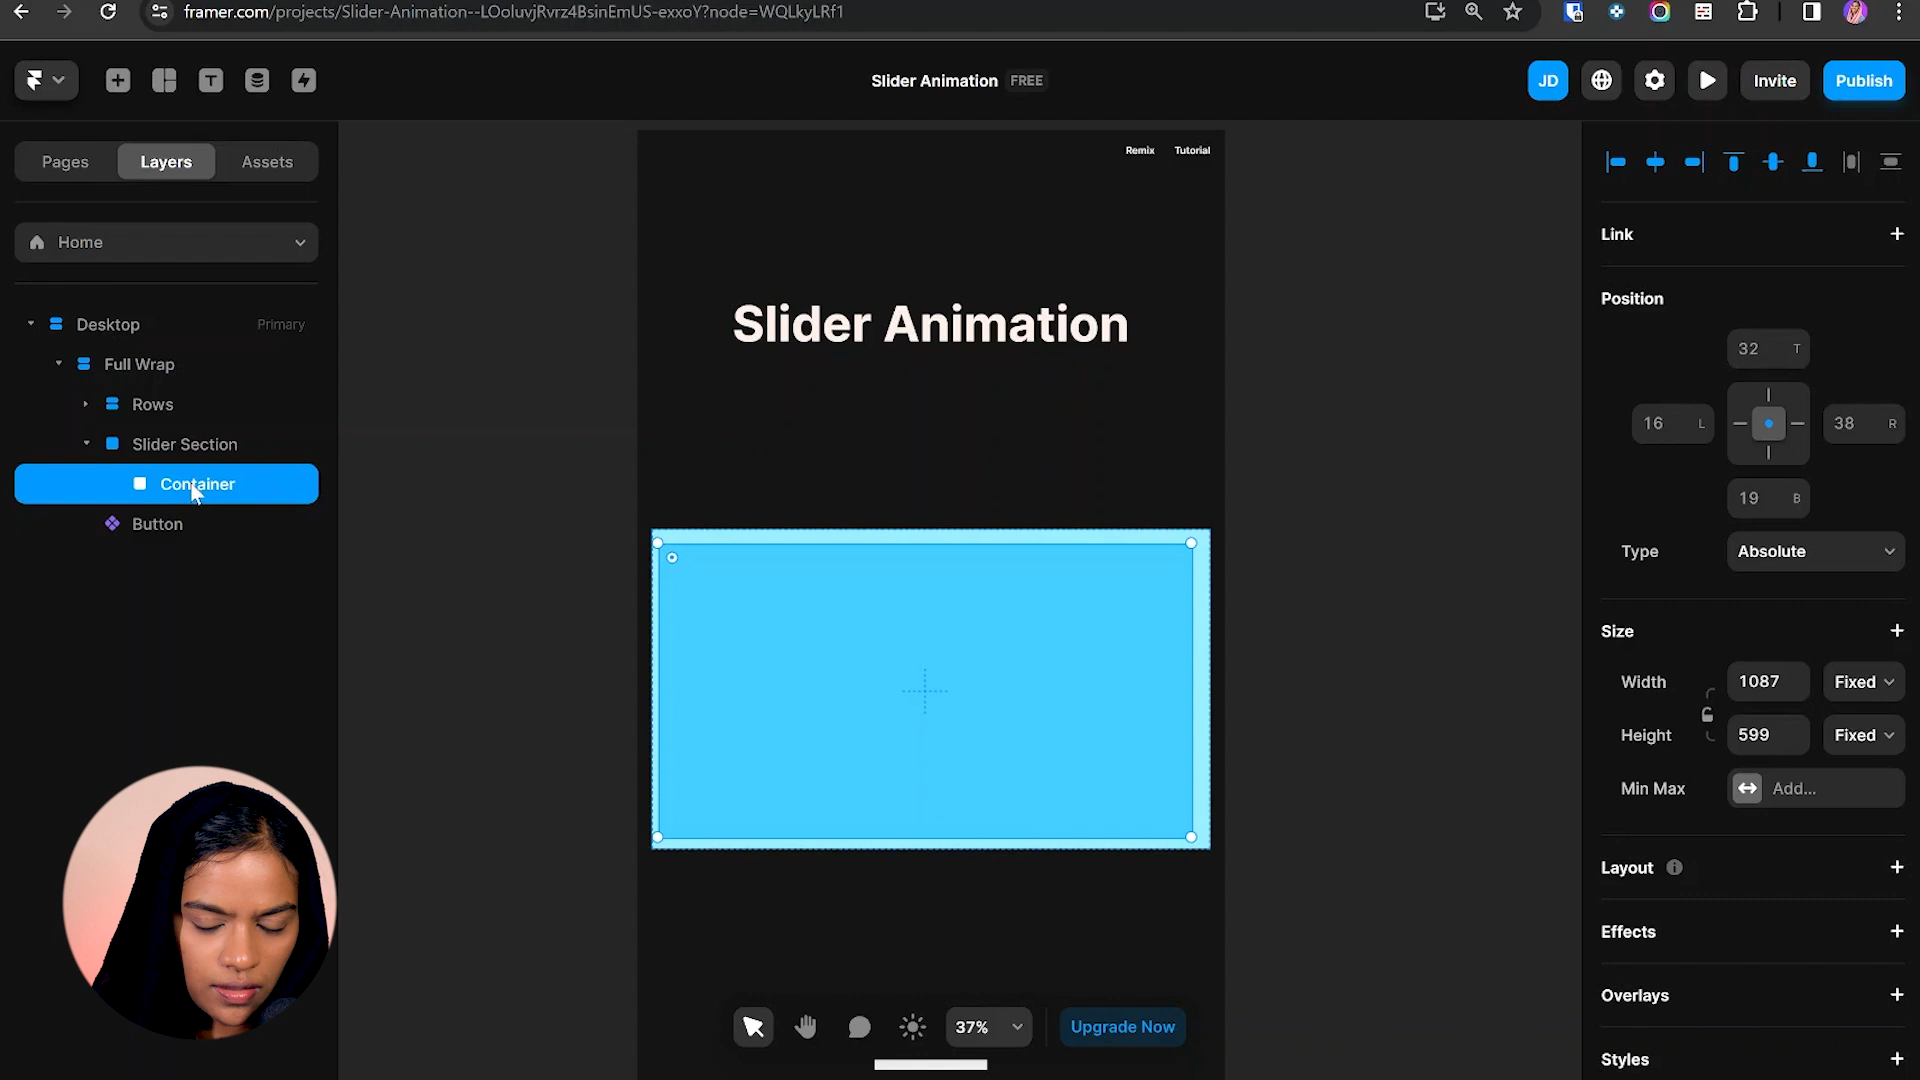 framer.com/projects/Slider-Animation--LOoluvjRvrz4BsinEmUS-exxoY?node=WQLkyLRf1
Slider Animation FREE
JD
Invite
Publish
Pages
Layers
Assets
Home
Desktop Primary
Full Wrap
Rows
Slider Section
Container
Button
Remix
Tutorial
Slider Animation
37%
Upgrade Now
Link
Position
32 T
16 L
38 R
19 B
Type Absolute
Size
Width 1087 Fixed
Height 599 Fixed
Min Max Add...
Layout
Effects
Overlays
Styles